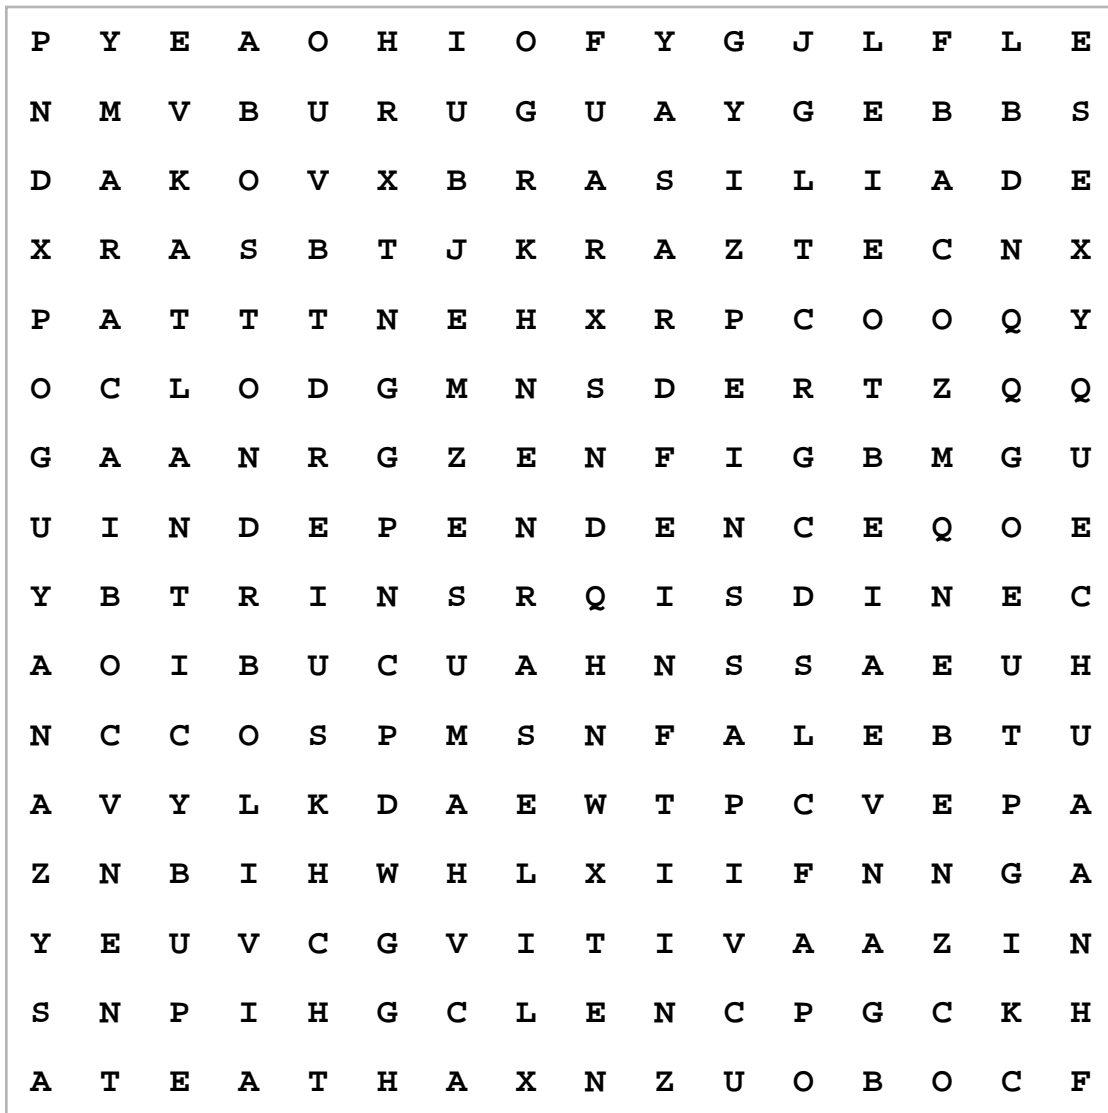 P Y E A O H I O F Y G J L F L E
N M V B U R U G U A Y G E B B S
D A K O V X B R A S I L I A D E
X R A S B T J K R A Z T E C N X
P A T T T N E H X R P C O O Q Y
O C L O D G M N S D E R T Z Q Q
G A A N R G Z E N F I G B M G U
U I N D E P E N D E N C E Q O E
Y B T R I N S R Q I S D I N E C
A O I B U C U A H N S S A E U H
N C C O S P M S N F A L E B T U
A V Y L K D A E W T P C V E P A
Z N B I H W H L X I I F N N G A
Y E U V C G V I T I V A A Z I N
S N P I H G C L E N C P G C K H
A T E A T H A X N Z U O B O C F